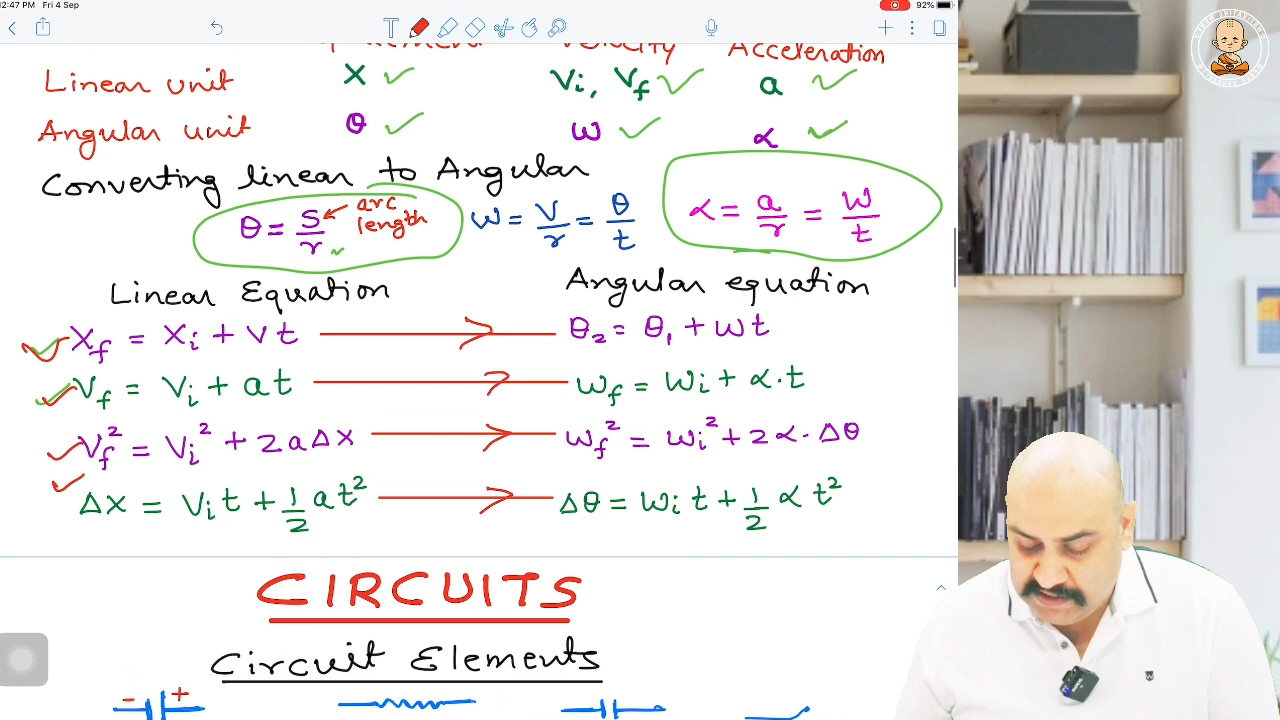 12:47 PM Fri 4 Sep 92%
Velocity Acceleration
Linear unit X Vi, Vf a
Angular unit θ ω α
Converting linear to Angular
θ = S/r arc length ω = V/r = θ/t α = a/r = W/t
Linear Equation Angular equation
Xf = Xi + Vt θ₂ = θ₁ + ωt
Vf = Vi + at ωf = ωi + α.t
Vf² = Vi² + 2aΔx ωf² = ωi² + 2α.Δθ
Δx = Vit + 1/2 at² Δθ = ωit + 1/2 αt²
CIRCUITS
Circuit Elements
- +